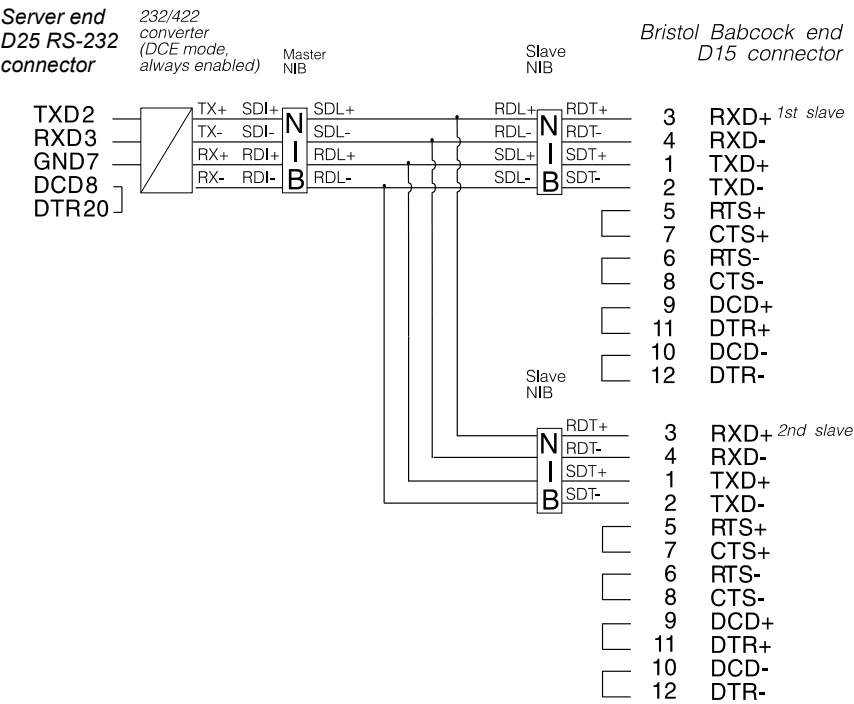 Server end
D25 RS-232
connector
232/422
converter
(DCE mode,
always enabled)
Master
NIB
Slave
NIB
Bristol Babcock end
D15 connector
TXD2 TX+ SDI+ SDL+ RDL+ RDT+ 3 RXD+ 1st slave
RXD3 TX- SDI- SDL- RDL- RDT- 4 RXD-
GND7 RX+ RDI+ RDL+ SDL+ SDT+ 1 TXD+
DCD8 RX- RDI- RDL- SDL- SDT- 2 TXD-
DTR20
NIB
NIB
5 RTS+
7 CTS+
6 RTS-
8 CTS-
9 DCD+
11 DTR+
10 DCD-
12 DTR-
Slave
NIB
NIB
RDT+ 3 RXD+ 2nd slave
RDT- 4 RXD-
SDT+ 1 TXD+
SDT- 2 TXD-
5 RTS+
7 CTS+
6 RTS-
8 CTS-
9 DCD+
11 DTR+
10 DCD-
12 DTR-